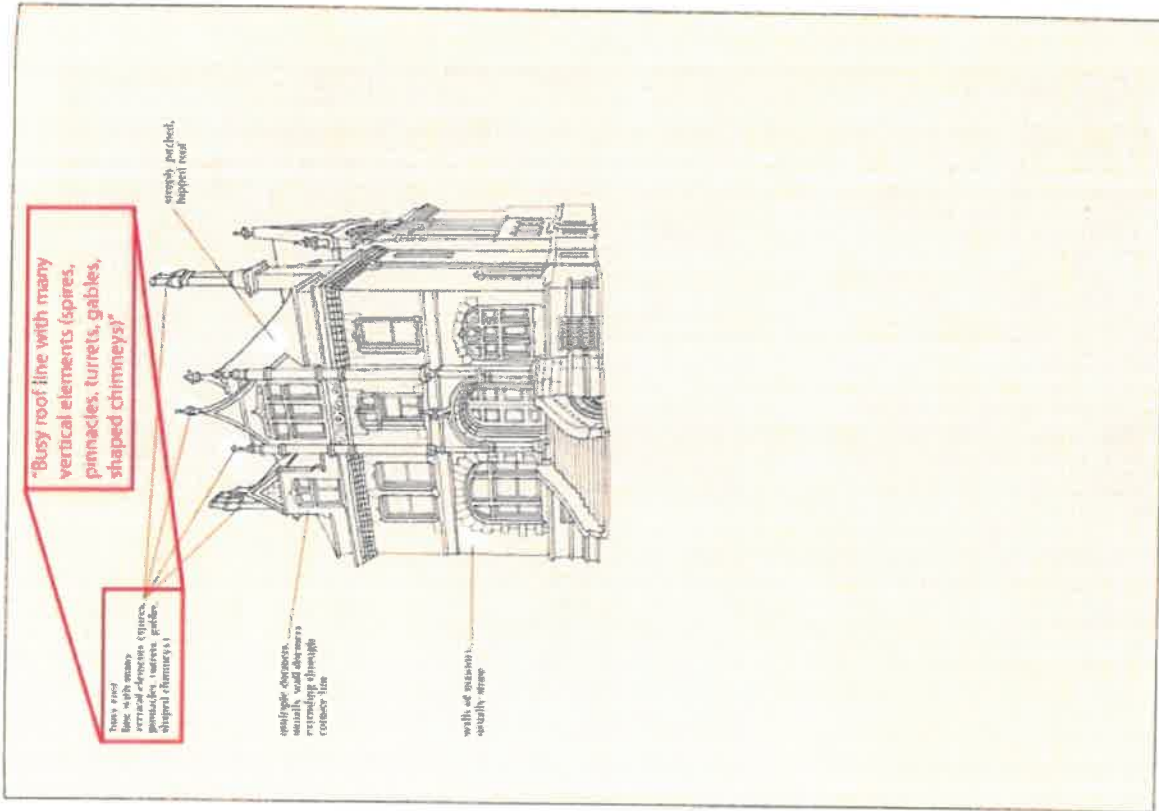 "Busy roof line with many
vertical elements (spires,
pinnacles, turrets, gables,
shaped chimneys)"
busy roof
line with many
vertical elements (spires,
pinnacles, turrets, gables,
shaped chimneys)
steeply pitched,
hipped roof
multiple dormers,
usually wall dormers
extending through
cornice line
walls of masonry,
usually stone